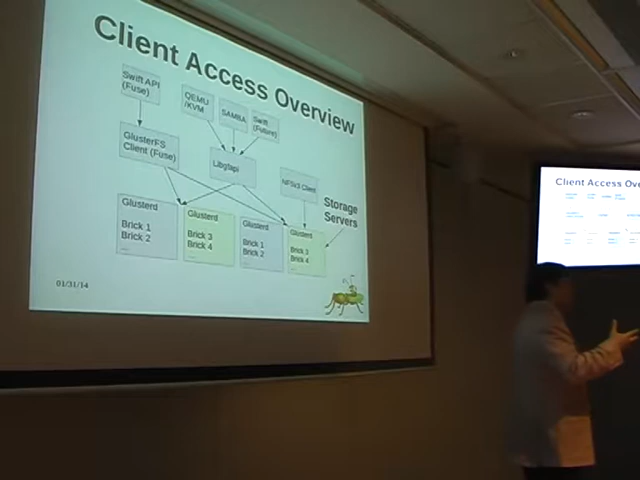 Client Access Overview
Swift API
(Fuse)
QEMU
/KVM
SAMBA
Swift
(Future)
GlusterFS
Client (Fuse)
Libgfapi
NFSv3 Client
Storage
Servers
Glusterd
Brick 1
Brick 2
Glusterd
Brick 3
Brick 4
Glusterd
Brick 1
Brick 2
Glusterd
Brick 3
Brick 4
01/31/14
Client Access Ove